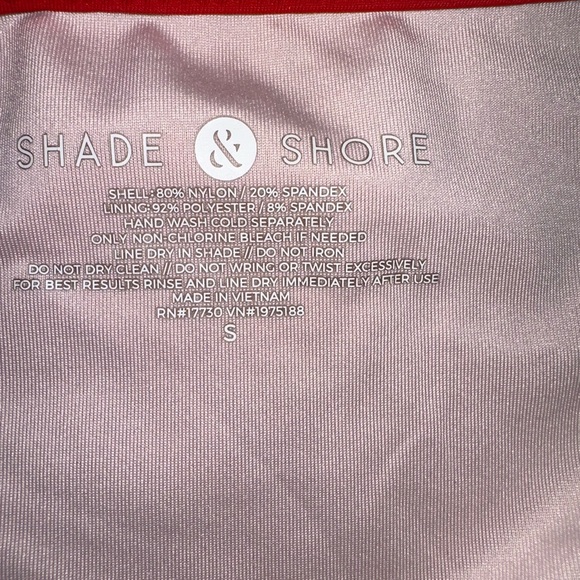 SHADE & SHORE
SHELL: 80% NYLON / 20% SPANDEX
LINING: 92% POLYESTER / 8% SPANDEX
HAND WASH COLD SEPARATELY
ONLY NON-CHLORINE BLEACH IF NEEDED
LINE DRY IN SHADE // DO NOT IRON
DO NOT DRY CLEAN // DO NOT WRING OR TWIST EXCESSIVELY
FOR BEST RESULTS RINSE AND LINE DRY IMMEDIATELY AFTER USE
MADE IN VIETNAM
RN#17730 VN#1975188
S